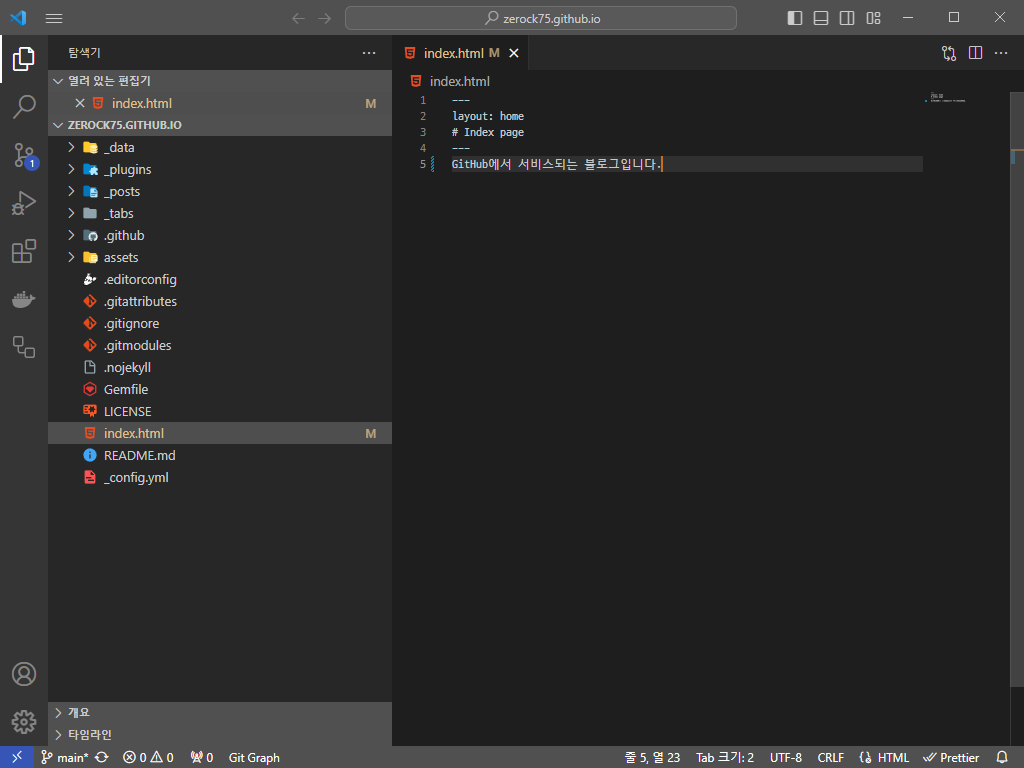 zerock75.github.io
탐색기
열려 있는 편집기
index.html M
ZEROCK75.GITHUB.IO
_data
_plugins
_posts
_tabs
.github
assets
.editorconfig
.gitattributes
.gitignore
.gitmodules
.nojekyll
Gemfile
LICENSE
index.html M
README.md
_config.yml
개요
타임라인
index.html M
index.html
1 ---
2 layout: home
3 # Index page
4 ---
5 GitHub에서 서비스되는 블로그입니다.
1
main* 0 0 0 Git Graph 줄 5, 열 23 Tab 크기: 2 UTF-8 CRLF HTML Prettier